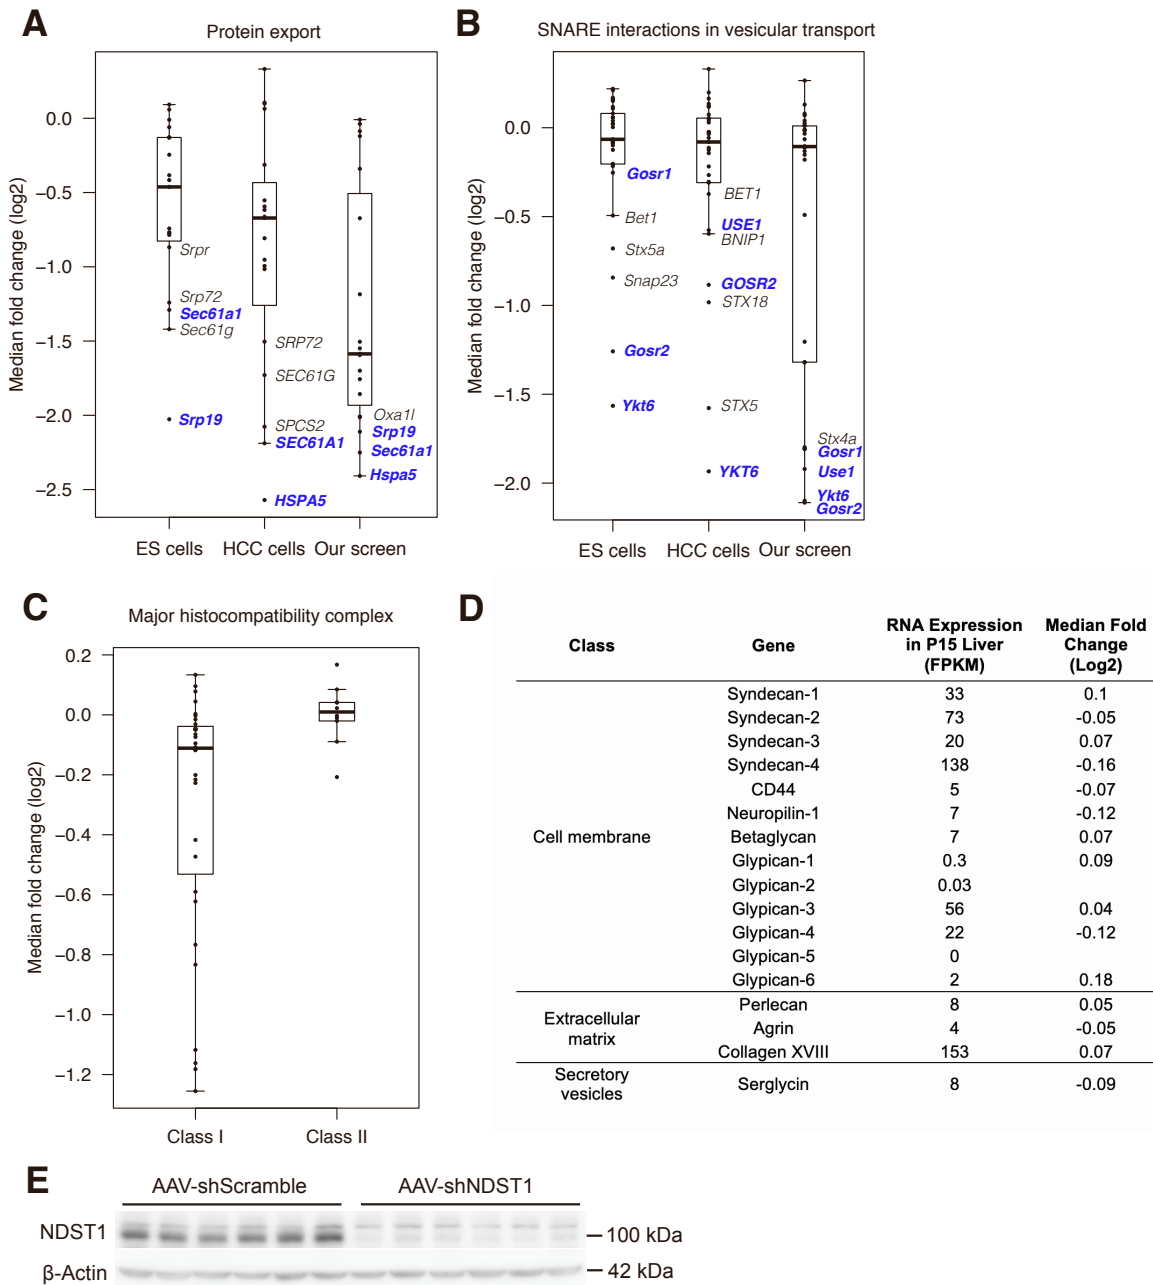 A
Protein export
Median fold change (log2)
0.0
−0.5
−1.0
−1.5
−2.0
−2.5
Srpr
Srp72
Sec61a1
Sec61g
Srp19
SRP72
SEC61G
SPCS2
SEC61A1
HSPA5
Oxa1l
Srp19
Sec61a1
Hspa5
ES cells HCC cells Our screen
B
SNARE interactions in vesicular transport
Median fold change (log2)
0.0
−0.5
−1.0
−1.5
−2.0
Gosr1
Bet1
Stx5a
Snap23
Gosr2
Ykt6
BET1
USE1
BNIP1
GOSR2
STX18
STX5
YKT6
Stx4a
Gosr1
Use1
Ykt6
Gosr2
ES cells HCC cells Our screen
C
Major histocompatibility complex
Median fold change (log2)
0.2
0.0
−0.2
−0.4
−0.6
−0.8
−1.0
−1.2
Class I Class II
D
Class Gene RNA Expression in P15 Liver (FPKM) Median Fold Change (Log2)
Syndecan-1 33 0.1
Syndecan-2 73 -0.05
Syndecan-3 20 0.07
Syndecan-4 138 -0.16
CD44 5 -0.07
Neuropilin-1 7 -0.12
Cell membrane Betaglycan 7 0.07
Glypican-1 0.3 0.09
Glypican-2 0.03
Glypican-3 56 0.04
Glypican-4 22 -0.12
Glypican-5 0
Glypican-6 2 0.18
Perlecan 8 0.05
Extracellular matrix Agrin 4 -0.05
Collagen XVIII 153 0.07
Secretory vesicles Serglycin 8 -0.09
E
AAV-shScramble AAV-shNDST1
NDST1 100 kDa
β-Actin 42 kDa